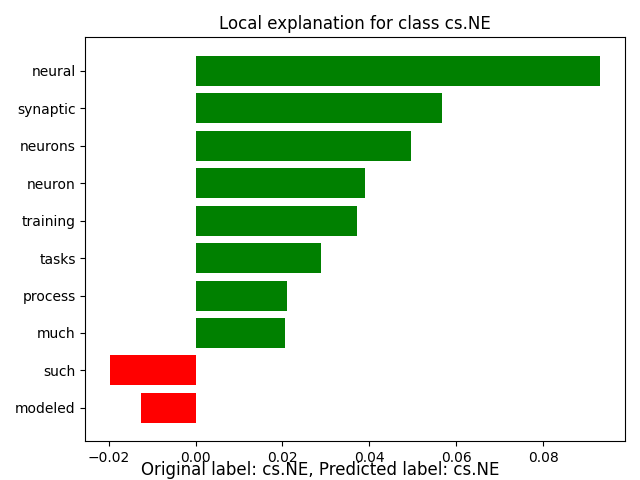 Local explanation for class cs.NE
neural
synaptic
neurons
neuron
training
tasks
process
much
such
modeled
−0.02 0.00 0.02 0.04 0.06 0.08
Original label: cs.NE, Predicted label: cs.NE